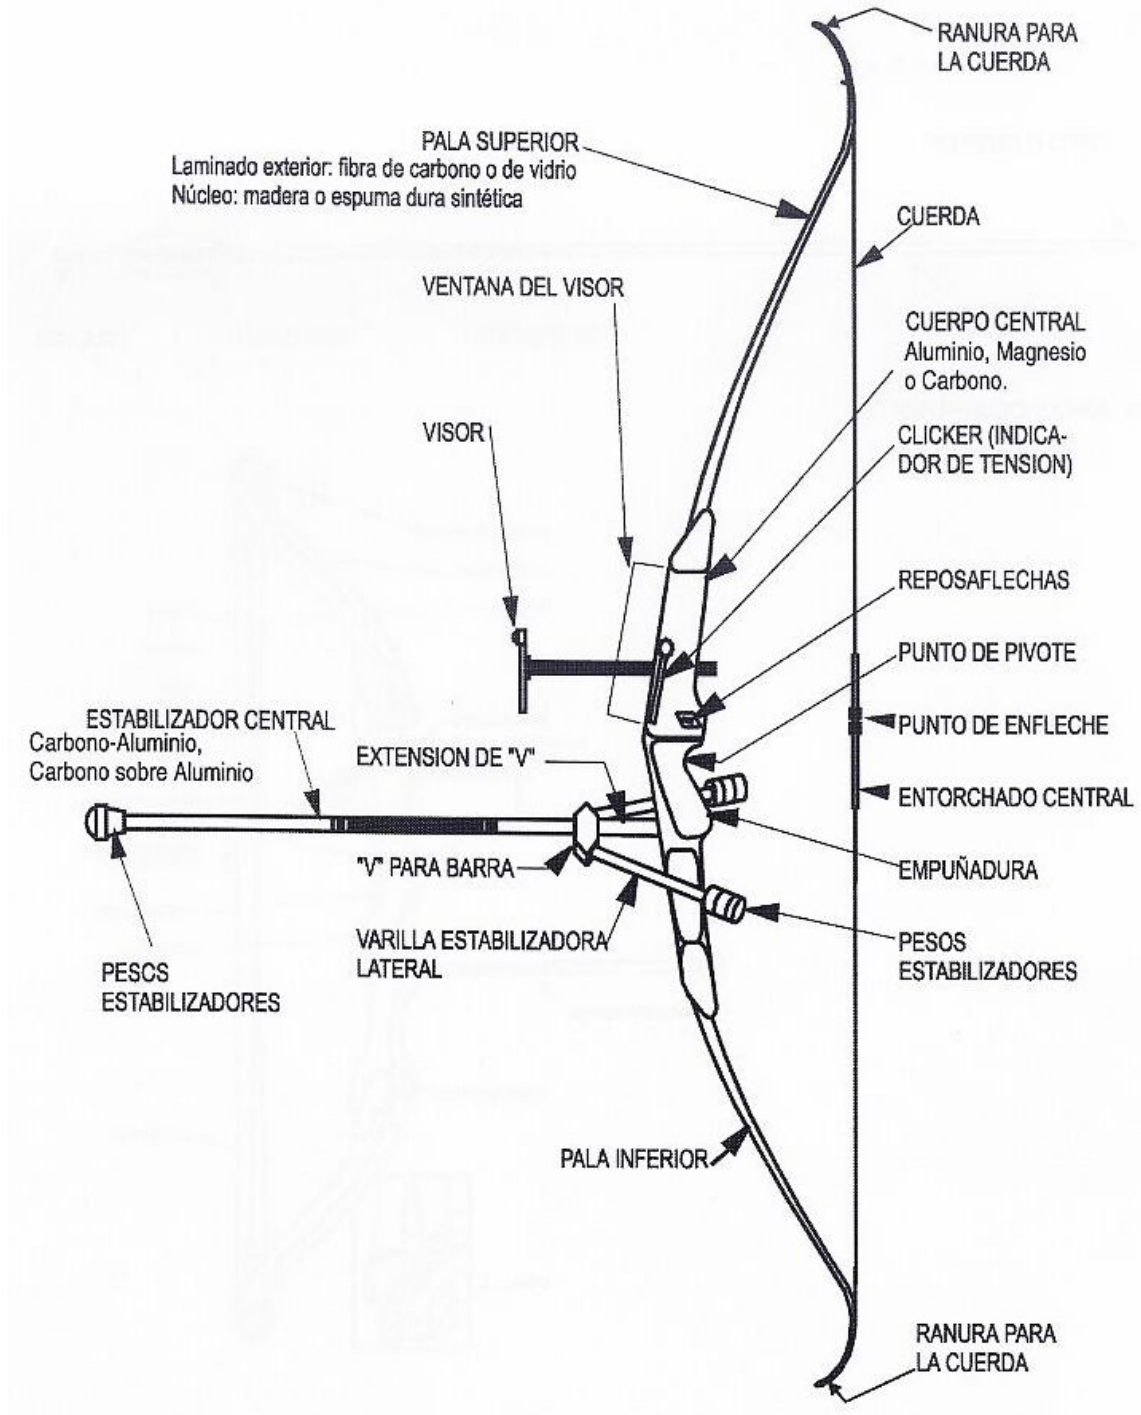 RANURA PARA
LA CUERDA
PALA SUPERIOR
Laminado exterior: fibra de carbono o de vidrio
Núcleo: madera o espuma dura sintética
CUERDA
VENTANA DEL VISOR
CUERPO CENTRAL
Aluminio, Magnesio
o Carbono.
VISOR
CLICKER (INDICA-
DOR DE TENSION)
REPOSAFLECHAS
PUNTO DE PIVOTE
ESTABILIZADOR CENTRAL
Carbono-Aluminio,
Carbono sobre Aluminio
PUNTO DE ENFLECHE
EXTENSION DE "V"
ENTORCHADO CENTRAL
"V" PARA BARRA
EMPUÑADURA
VARILLA ESTABILIZADORA
LATERAL
PESOS
ESTABILIZADORES
PESOS
ESTABILIZADORES
PALA INFERIOR
RANURA PARA
LA CUERDA